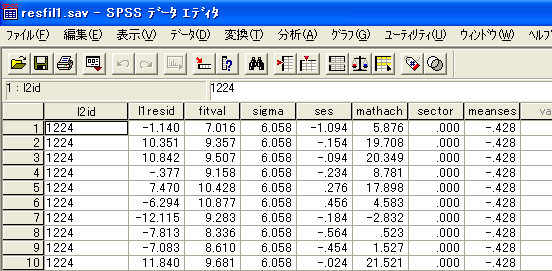 resfil1.sav － SPSS データ エディタ
ファイル(F) 編集(E) 表示(V) データ(D) 変換(T) 分析(A) グラフ(G) ユーティリティ(U) ウィンドウ(W) ヘルプ
1 : l2id 1224
l2id l1resid fitval sigma ses mathach sector meanses va
1 1224 -1.140 7.016 6.058 -1.094 5.876 .000 -.428
2 1224 10.351 9.357 6.058 -.154 19.708 .000 -.428
3 1224 10.842 9.507 6.058 -.094 20.349 .000 -.428
4 1224 -.377 9.158 6.058 -.234 8.781 .000 -.428
5 1224 7.470 10.428 6.058 .276 17.898 .000 -.428
6 1224 -6.294 10.877 6.058 .456 4.583 .000 -.428
7 1224 -12.115 9.283 6.058 -.184 -2.832 .000 -.428
8 1224 -7.813 8.336 6.058 -.564 .523 .000 -.428
9 1224 -7.083 8.610 6.058 -.454 1.527 .000 -.428
10 1224 11.840 9.681 6.058 -.024 21.521 .000 -.428